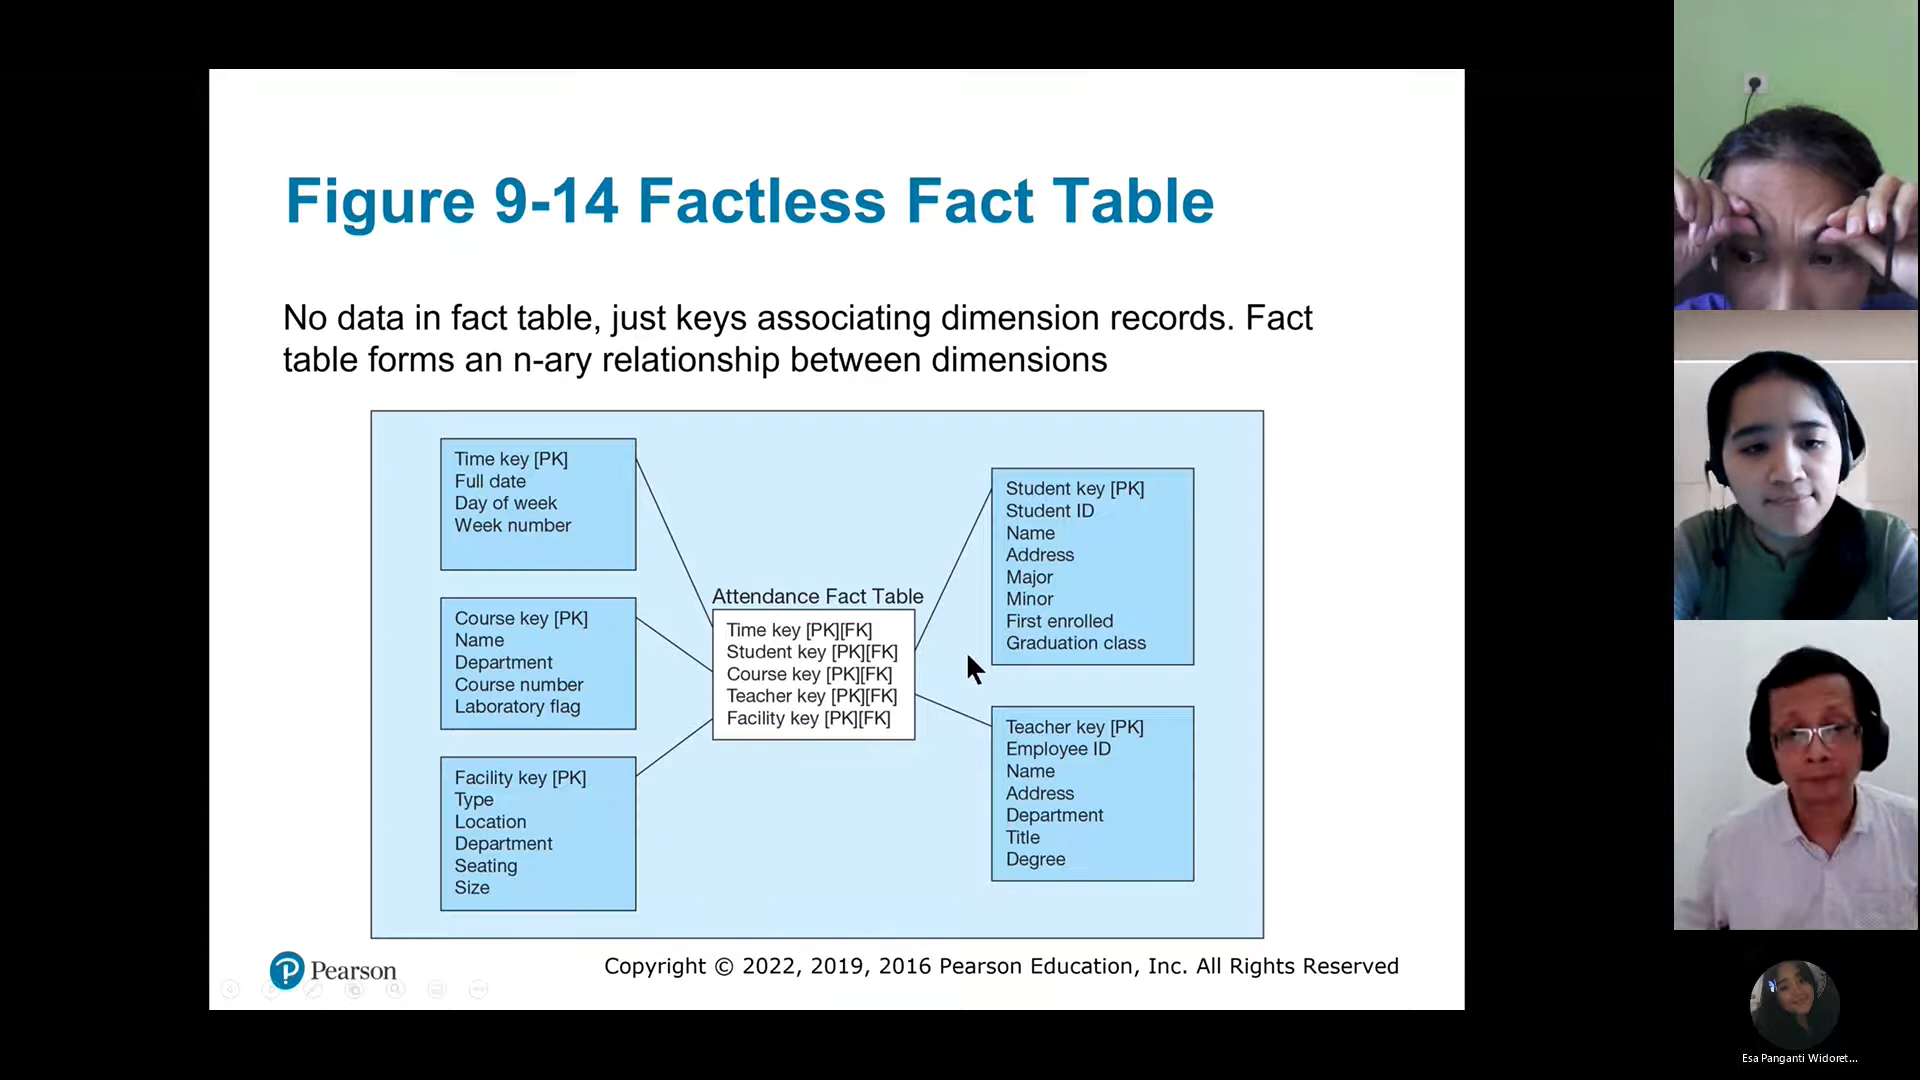 Figure 9-14 Factless Fact Table
No data in fact table, just keys associating dimension records. Fact
table forms an n-ary relationship between dimensions
Time key [PK]
Full date
Day of week
Week number
Course key [PK]
Name
Department
Course number
Laboratory flag
Facility key [PK]
Type
Location
Department
Seating
Size
Attendance Fact Table
Time key [PK][FK]
Student key [PK][FK]
Course key [PK][FK]
Teacher key [PK][FK]
Facility key [PK][FK]
Student key [PK]
Student ID
Name
Address
Major
Minor
First enrolled
Graduation class
Teacher key [PK]
Employee ID
Name
Address
Department
Title
Degree
Pearson
Copyright © 2022, 2019, 2016 Pearson Education, Inc. All Rights Reserved
Esa Panganti Widoret...